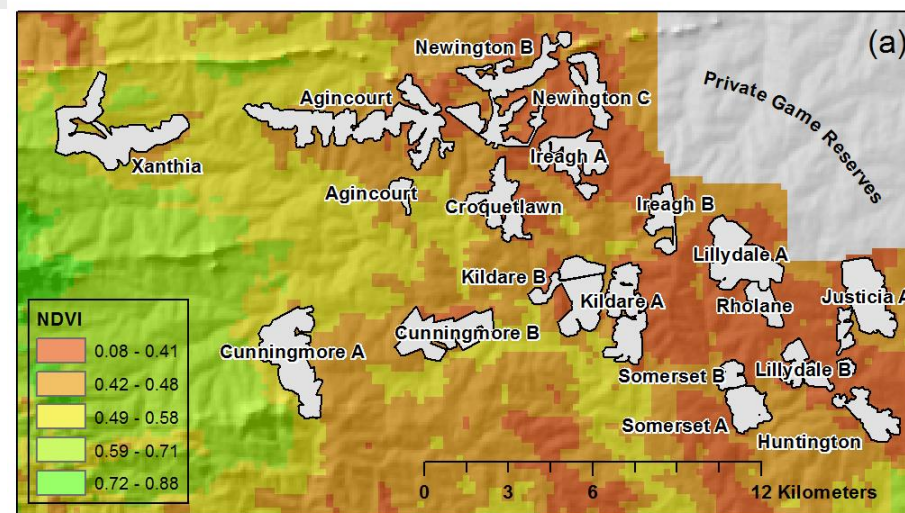 (a)
Newington B
Private Game Reserves
Agincourt
Newington C
Xanthia
Ireagh A
Agincourt
Croquetlawn
Ireagh B
Lillydale A
Kildare B
Kildare A
Rholane
Justicia A
NDVI
0.08 - 0.41
0.42 - 0.48
0.49 - 0.58
0.59 - 0.71
0.72 - 0.88
Cunningmore A
Cunningmore B
Somerset B
Lillydale B
Somerset A
Huntington
0 3 6 12 Kilometers